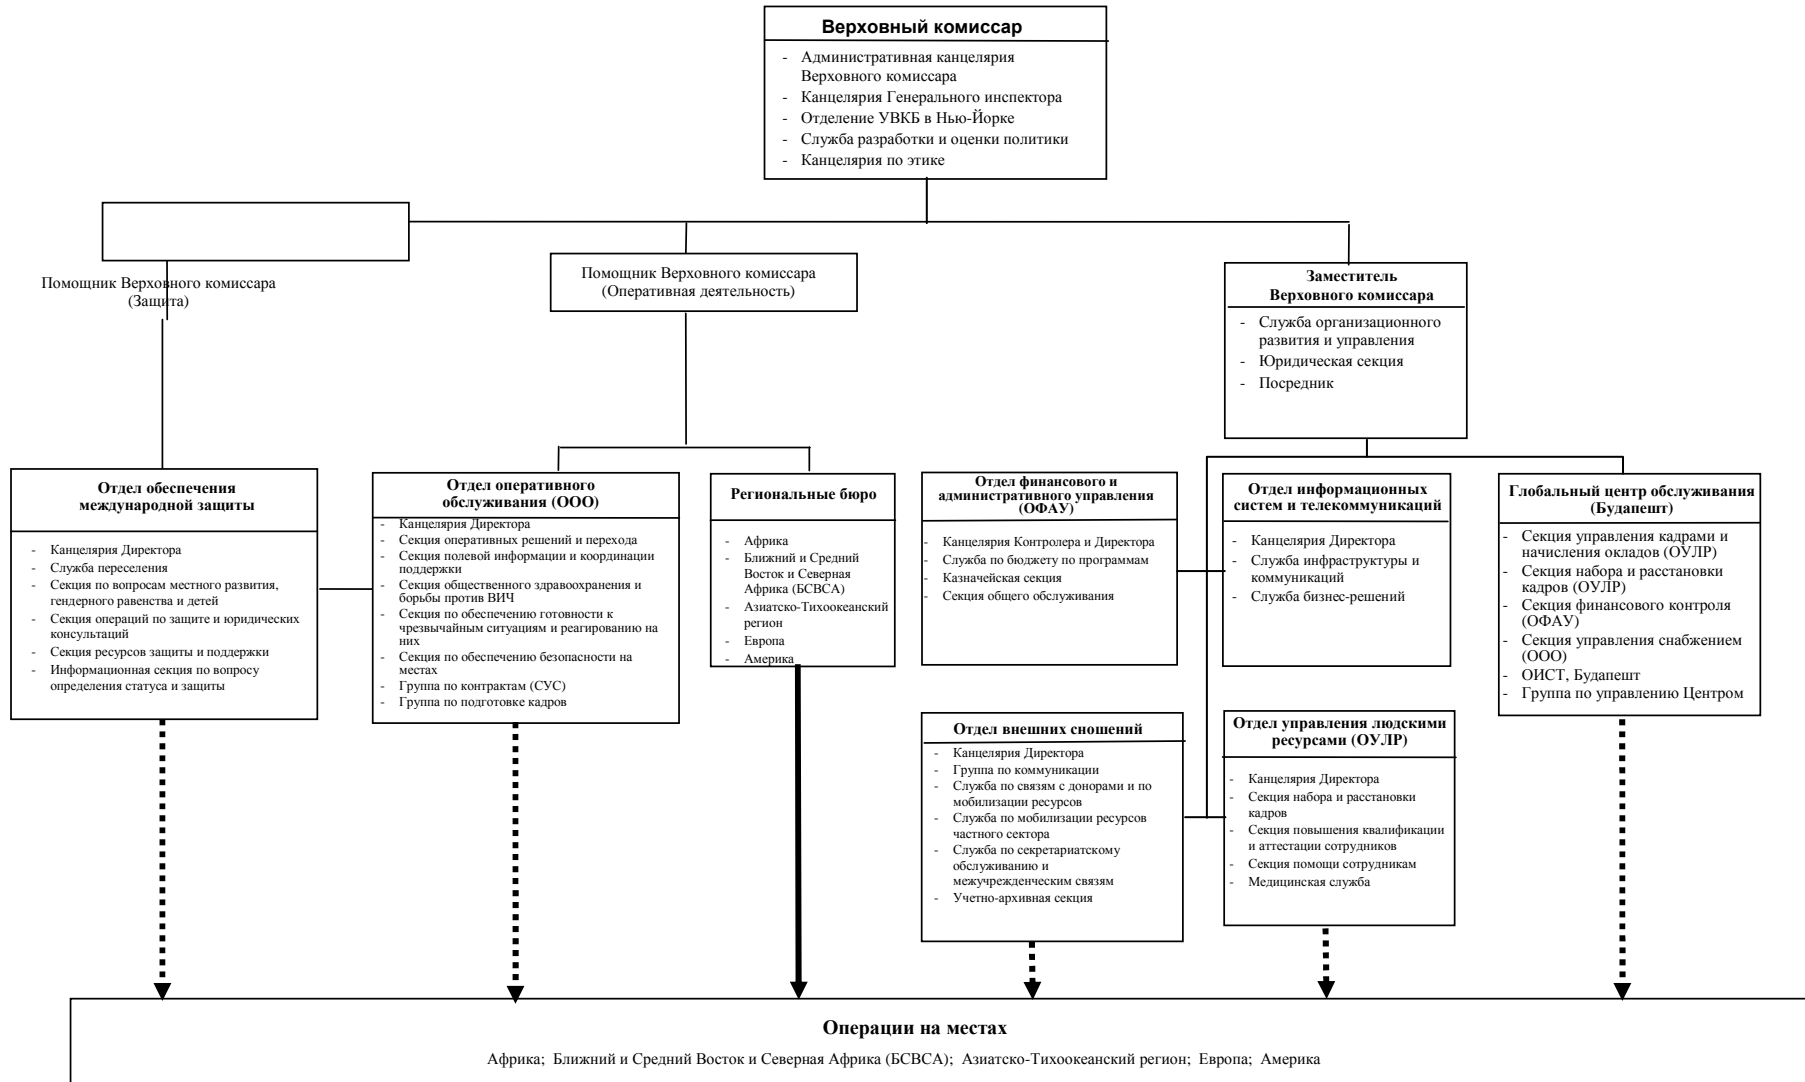 Верховный комиссар
- Административная канцелярия
Верховного комиссара
- Канцелярия Генерального инспектора
- Отделение УВКБ в Нью-Йорке
- Служба разработки и оценки политики
- Канцелярия по этике
Помощник Верховного комиссара
(Защита)
Помощник Верховного комиссара
(Оперативная деятельность)
Заместитель
Верховного комиссара
- Служба организационного
развития и управления
- Юридическая секция
- Посредник
Отдел обеспечения
международной защиты
- Канцелярия Директора
- Служба переселения
- Секция по вопросам местного развития,
гендерного равенства и детей
- Секция операций по защите и юридических
консультаций
- Секция ресурсов защиты и поддержки
- Информационная секция по вопросу
определения статуса и защиты
Отдел оперативного
обслуживания (ООО)
- Канцелярия Директора
- Секция оперативных решений и перехода
- Секция полевой информации и координации
поддержки
- Секция общественного здравоохранения и
борьбы против ВИЧ
- Секция по обеспечению готовности к
чрезвычайным ситуациям и реагированию на
них
- Секция по обеспечению безопасности на
местах
- Группа по контрактам (СУС)
- Группа по подготовке кадров
Региональные бюро
- Африка
- Ближний и Средний
Восток и Северная
Африка (БСВСА)
- Азиатско-Тихоокеанский
регион
- Европа
- Америка
Отдел финансового и
административного управления
(ОФАУ)
- Канцелярия Контролера и Директора
- Служба по бюджету по программам
- Казначейская секция
- Секция общего обслуживания
Отдел информационных
систем и телекоммуникаций
- Канцелярия Директора
- Служба инфраструктуры и
коммуникаций
- Служба бизнес-решений
Глобальный центр обслуживания
(Будапешт)
- Секция управления кадрами и
начисления окладов (ОУЛР)
- Секция набора и расстановки
кадров (ОУЛР)
- Секция финансового контроля
(ОФАУ)
- Секция управления снабжением
(ООО)
- ОИСТ, Будапешт
- Группа по управлению Центром
Отдел внешних сношений
- Канцелярия Директора
- Группа по коммуникации
- Служба по связям с донорами и по
мобилизации ресурсов
- Служба по мобилизации ресурсов
частного сектора
- Служба по секретариатскому
обслуживанию и
межучрежденческим связям
- Учетно-архивная секция
Отдел управления людскими
ресурсами (ОУЛР)
- Канцелярия Директора
- Секция набора и расстановки
кадров
- Секция повышения квалификации
и аттестации сотрудников
- Секция помощи сотрудникам
- Медицинская служба
Операции на местах
Африка; Ближний и Средний Восток и Северная Африка (БСВСА); Азиатско-Тихоокеанский регион; Европа; Америка